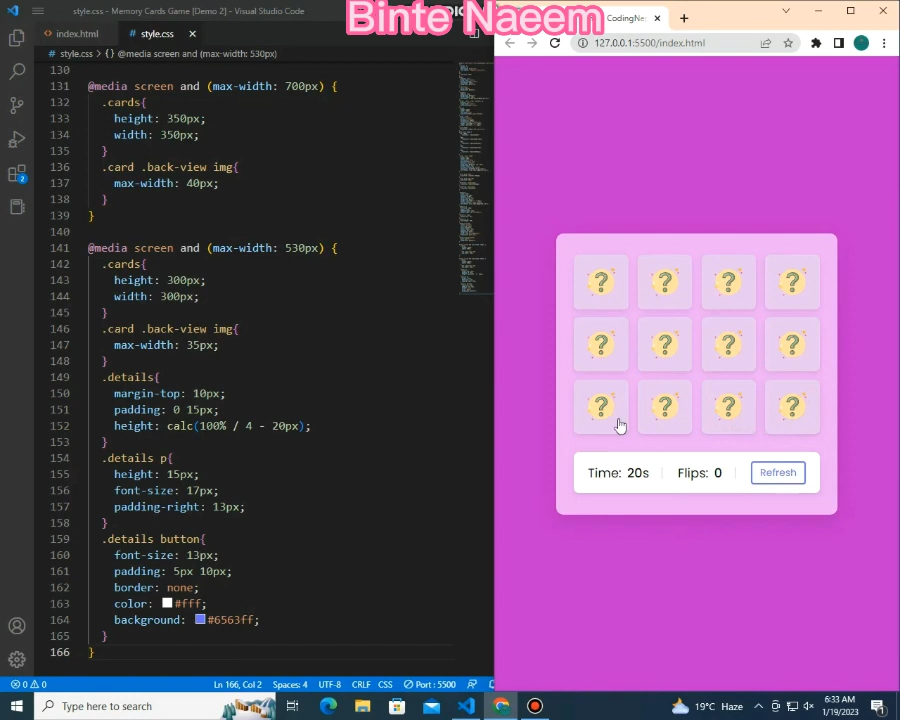 style.css - Memory Cards Game [Demo 2] - Visual Studio Code
Binte Naeem
CodingNe
index.html
style.css
127.0.0.1:5500/index.html
style.css > {} @media screen and (max-width: 530px)
130
131 @media screen and (max-width: 700px) {
132 .cards{
133 height: 350px;
134 width: 350px;
135 }
136 .card .back-view img{
137 max-width: 40px;
138 }
139 }
140
141 @media screen and (max-width: 530px) {
142 .cards{
143 height: 300px;
144 width: 300px;
145 }
146 .card .back-view img{
147 max-width: 35px;
148 }
149 .details{
150 margin-top: 10px;
151 padding: 0 15px;
152 height: calc(100% / 4 - 20px);
153 }
154 .details p{
155 height: 15px;
156 font-size: 17px;
157 padding-right: 13px;
158 }
159 .details button{
160 font-size: 13px;
161 padding: 5px 10px;
162 border: none;
163 color: #fff;
164 background: #6563ff;
165 }
166 }
? ? ? ?
? ? ? ?
? ? ? ?
Time: 20s Flips: 0 Refresh
2
0 0 Ln 166, Col 2 Spaces: 4 UTF-8 CRLF CSS Port : 5500
Type here to search
19°C Haze
6:33 AM
1/19/2023
1